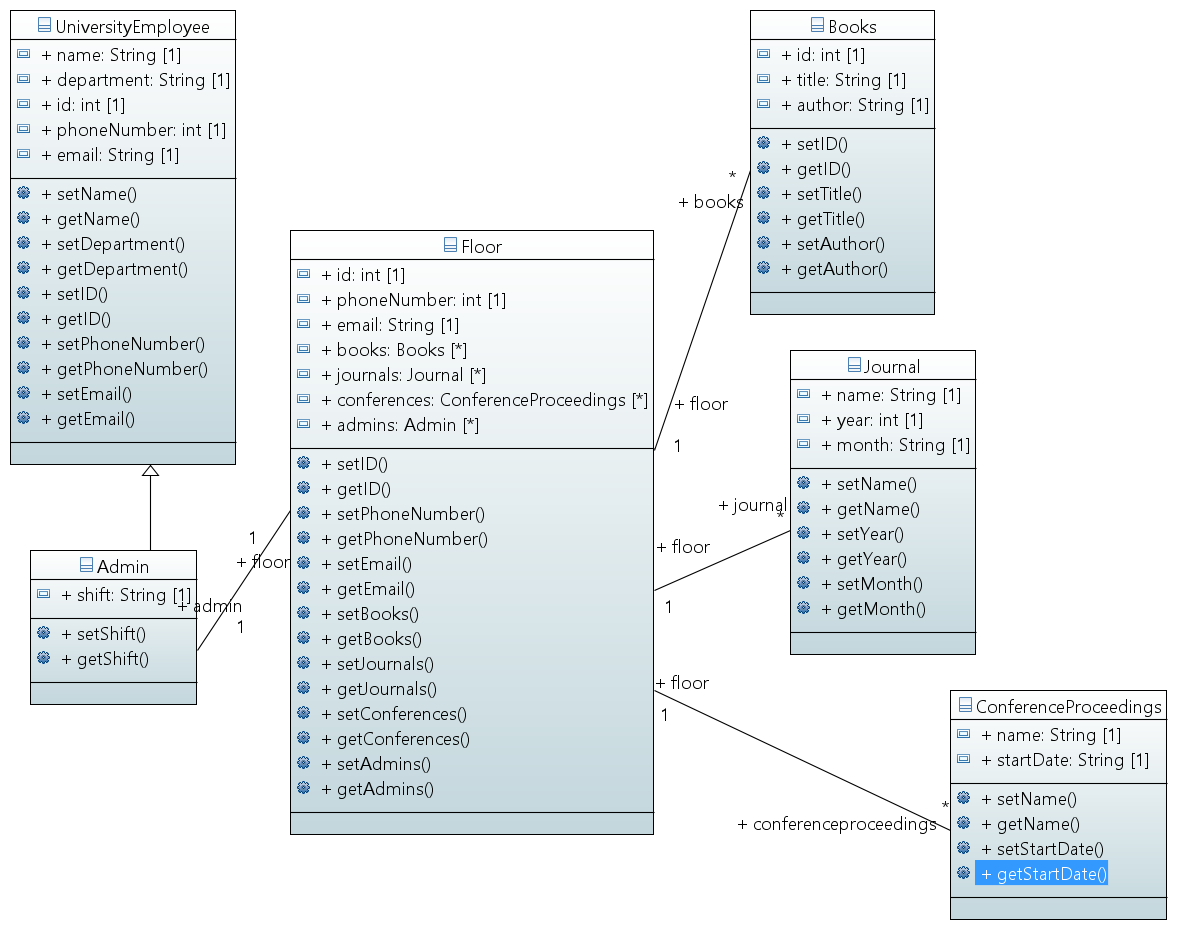 UniversityEmployee
+ name: String [1]
+ department: String [1]
+ id: int [1]
+ phoneNumber: int [1]
+ email: String [1]
+ setName()
+ getName()
+ setDepartment()
+ getDepartment()
+ setID()
+ getID()
+ setPhoneNumber()
+ getPhoneNumber()
+ setEmail()
+ getEmail()
Admin
+ shift: String [1]
+ setShift()
+ getShift()
1
+ floor
+ admin
1
Floor
+ id: int [1]
+ phoneNumber: int [1]
+ email: String [1]
+ books: Books [*]
+ journals: Journal [*]
+ conferences: ConferenceProceedings [*]
+ admins: Admin [*]
+ setID()
+ getID()
+ setPhoneNumber()
+ getPhoneNumber()
+ setEmail()
+ getEmail()
+ setBooks()
+ getBooks()
+ setJournals()
+ getJournals()
+ setConferences()
+ getConferences()
+ setAdmins()
+ getAdmins()
*
+ books
+ floor
1
Books
+ id: int [1]
+ title: String [1]
+ author: String [1]
+ setID()
+ getID()
+ setTitle()
+ getTitle()
+ setAuthor()
+ getAuthor()
+ journal
*
+ floor
1
Journal
+ name: String [1]
+ year: int [1]
+ month: String [1]
+ setName()
+ getName()
+ setYear()
+ getYear()
+ setMonth()
+ getMonth()
+ floor
1
*
+ conferenceproceedings
ConferenceProceedings
+ name: String [1]
+ startDate: String [1]
+ setName()
+ getName()
+ setStartDate()
+ getStartDate()